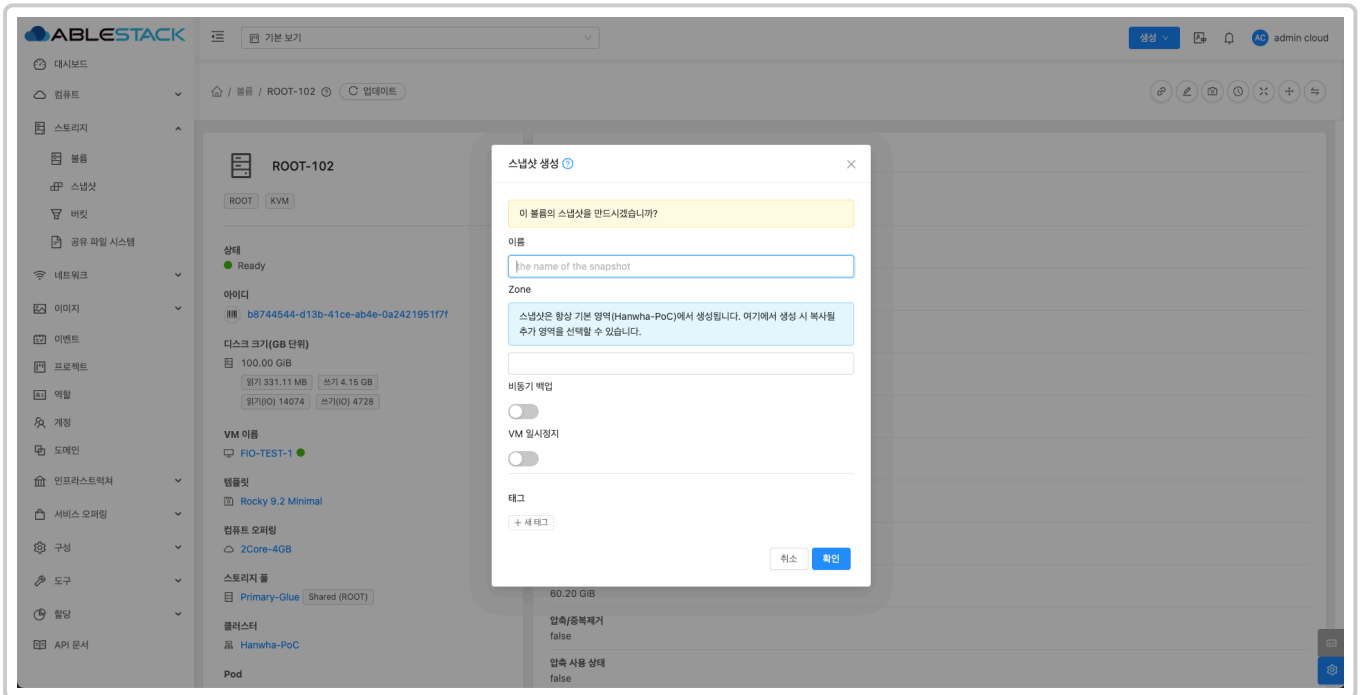 ABLESTACK
기본 보기
생성
AC
admin cloud
대시보드
컴퓨트
스토리지
볼륨
스냅샷
버킷
공유 파일 시스템
네트워크
이미지
이벤트
프로젝트
역할
계정
도메인
인프라스트럭쳐
서비스 오퍼링
구성
도구
할당
API 문서
/ 볼륨 / ROOT-102
업데이트
ROOT-102
ROOT
KVM
상태
Ready
아이디
b8744544-d13b-41ce-ab4e-0a2421951f7f
디스크 크기(GB 단위)
100.00 GiB
읽기 331.11 MB
쓰기 4.15 GB
읽기(IO) 14074
쓰기(IO) 4728
VM 이름
FIO-TEST-1
템플릿
Rocky 9.2 Minimal
컴퓨트 오퍼링
2Core-4GB
스토리지 풀
Primary-Glue
Shared (ROOT)
클러스터
Hanwha-PoC
Pod
스냅샷 생성
이 볼륨의 스냅샷을 만드시겠습니까?
이름
the name of the snapshot
Zone
스냅샷은 항상 기본 영역(Hanwha-PoC)에서 생성됩니다. 여기에서 생성 시 복사될
추가 영역을 선택할 수 있습니다.
비동기 백업
VM 일시정지
태그
+ 새 태그
취소
확인
60.20 GiB
압축/중복제거
false
압축 사용 상태
false